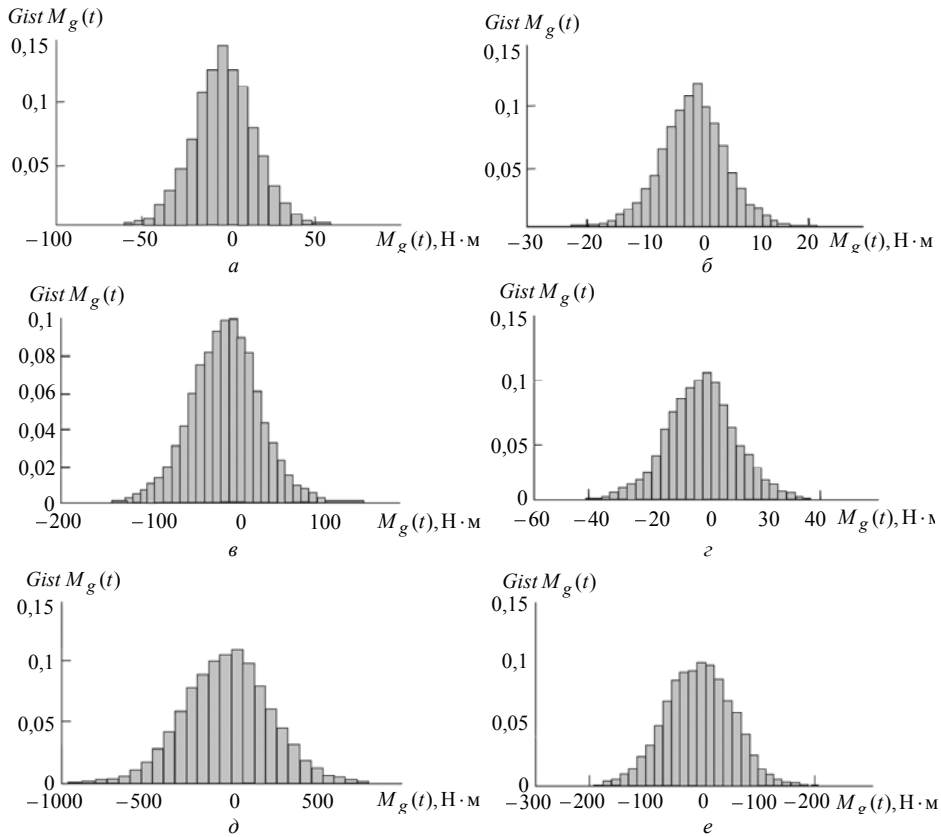 Gist M_g(t)
0,15
0,1
0,05
−100 −50 0 50 M_g(t), Н·м
а
Gist M_g(t)
0,15
0,1
0,05
0
−30 −20 −10 0 10 20 M_g(t), Н·м
б
Gist M_g(t)
0,1
0,08
0,06
0,04
0,02
0
−200 −100 0 100 M_g(t), Н·м
в
Gist M_g(t)
0,15
0,1
0,05
0
−60 −40 −20 0 30 40 M_g(t), Н·м
г
Gist M_g(t)
0,15
0,1
0,05
0
−1000 −500 0 500 M_g(t), Н·м
д
Gist M_g(t)
0,15
0,1
0,05
0
−300 −200 −100 0 −100 −200 M_g(t), Н·м
е